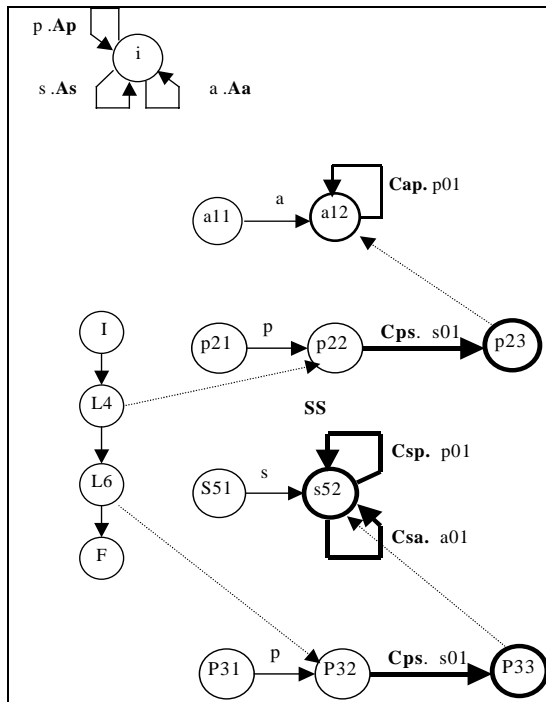 p .Ap
i
s .As
a .Aa
Cap. p01
a
a11
a12
I
p
Cps. s01
p21
p22
p23
L4
SS
Csp. p01
s
L6
S51
s52
Csa. a01
F
p
Cps. s01
P31
P32
P33